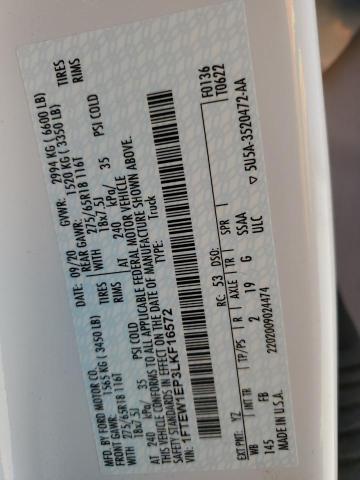 MFD. BY FORD MOTOR CO.
DATE: 09/20 GVWR: 2994 KG ( 6600 LB)
FRONT GAWR: 1565 KG ( 3450 LB) REAR GAWR: 1520 KG ( 3350 LB)
275/65R18 116T TIRES WITH 275/65R18 116T TIRES
18x7.5J RIMS 18x7.5J RIMS
AT 240 kPa/ 35 PSI COLD AT 240 kPa/ 35 PSI COLD
THIS VEHICLE CONFORMS TO ALL APPLICABLE FEDERAL MOTOR VEHICLE
SAFETY STANDARDS IN EFFECT ON THE DATE OF MANUFACTURE SHOWN ABOVE.
VIN: 1FTEW1EP3LKF16572 TYPE: Truck
F0136
T0622
EXT PNT: YZ RC: 53 DSO:
WB INT TR TP/PS R AXLE TR SPR
145 FB 2 19 G SSAA
MADE IN U.S.A. 2202009024474 ULC
▽ 5U5A-3520472-AA